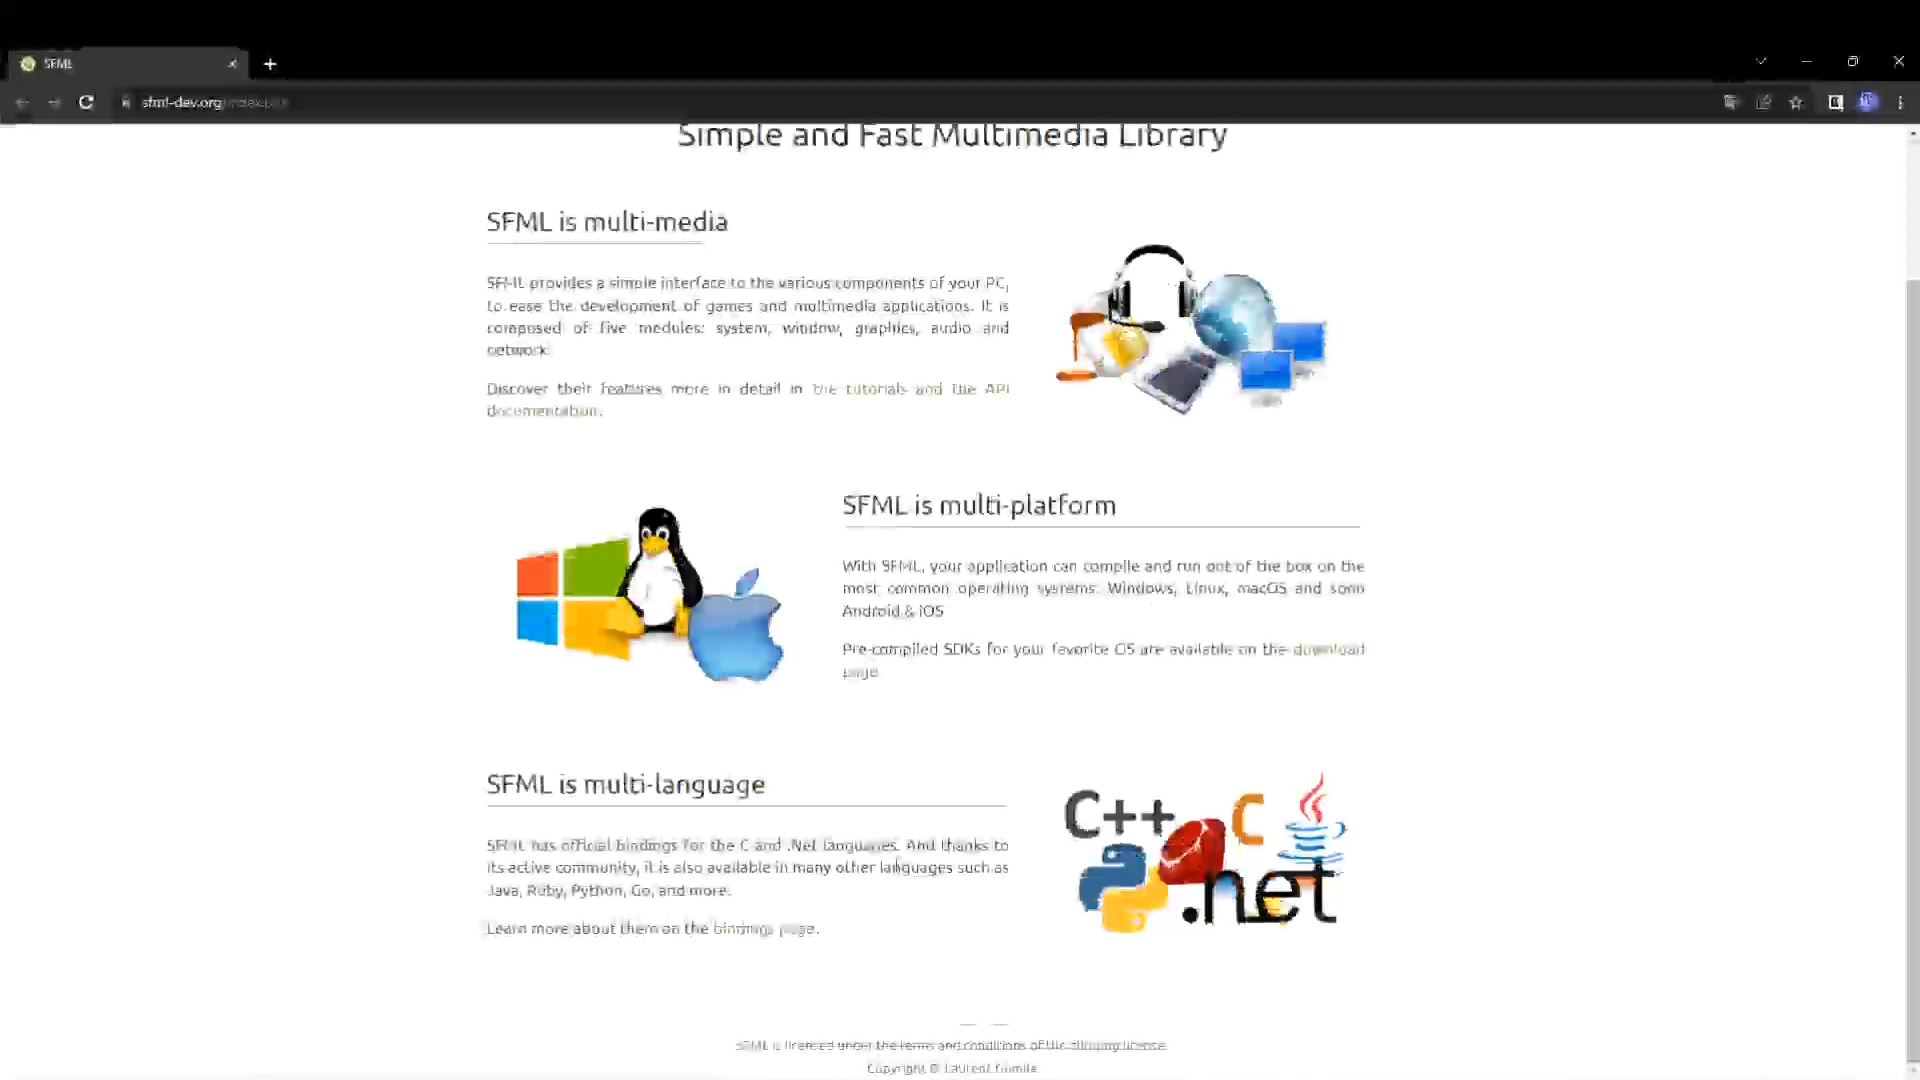 SFML
sfml-dev.org
Simple and Fast Multimedia Library
SFML is multi-media
SFML provides a simple interface to the various components of your PC,
to ease the development of games and multimedia applications. It is
composed of five modules: system, window, graphics, audio and
network.
Discover their features more in detail in the tutorials and the API
documentation.
SFML is multi-platform
With SFML, your application can compile and run out of the box on the
most common operating systems: Windows, Linux, macOS and soon
Android & iOS
Pre-compiled SDKs for your favorite OS are available on the download
page
SFML is multi-language
SFML has official bindings for the C and .Net languages. And thanks to
its active community, it is also available in many other languages such as
Java, Ruby, Python, Go, and more.
Learn more about them on the bindings page.
C++ C
.net
SFML is licensed under the terms and conditions of the license.
Copyright © Laurent